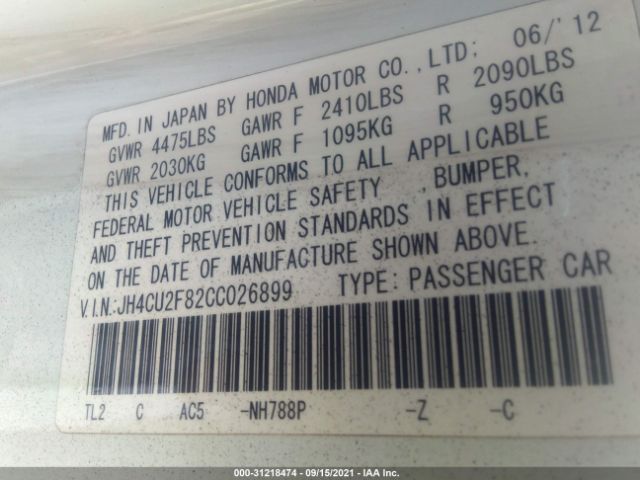 MFD. IN JAPAN BY HONDA MOTOR CO.,LTD: 06/'12
GVWR 4475LBS GAWR F 2410LBS R 2090LBS
GVWR 2030KG GAWR F 1095KG R 950KG
THIS VEHICLE CONFORMS TO ALL APPLICABLE
FEDERAL MOTOR VEHICLE SAFETY ,BUMPER,
AND THEFT PREVENTION STANDARDS IN EFFECT
ON THE DATE OF MANUFACTURE SHOWN ABOVE.
V.I.N.:JH4CU2F82CC026899 TYPE: PASSENGER CAR
TL2 C AC5 -NH788P -Z -C
000-31218474 - 09/15/2021 - IAA Inc.